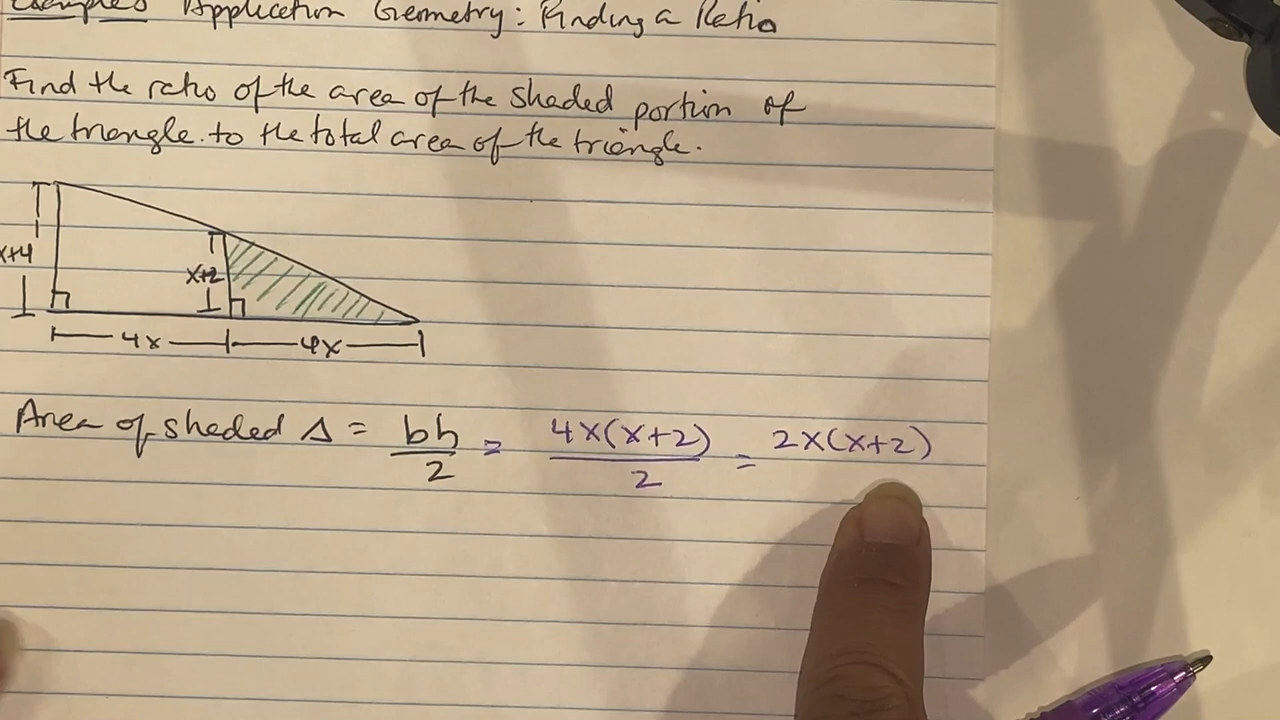 Example 5 Application Geometry: Finding a Ratio
Find the ratio of the area of the shaded portion of
the triangle. to the total area of the triangle.
x+4
x+2
4x 4x
Area of shaded Δ = bh/2 = 4x(x+2)/2 = 2x(x+2)